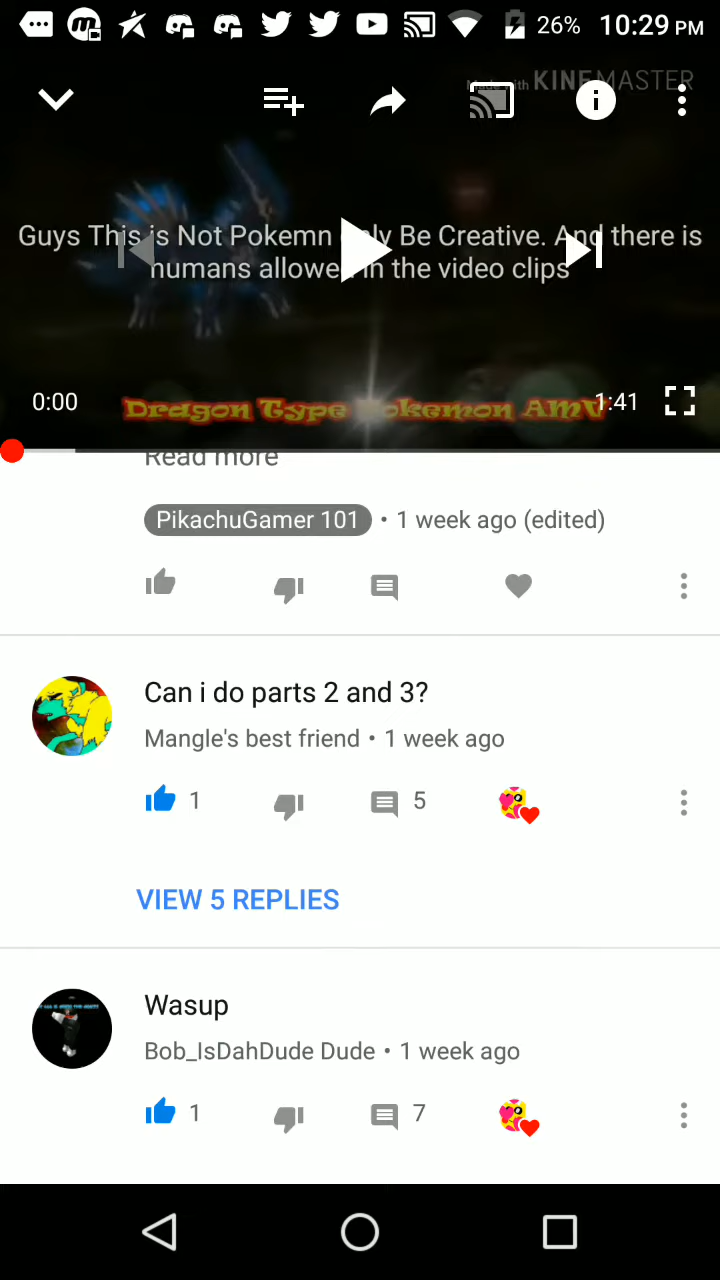 26% 10:29 PM
Made with KINEMASTER
Guys This is Not Pokemn Only Be Creative. And there is
humans allowed in the video clips
0:00
Dragon Type Pokemon AMV
1:41
Read more
PikachuGamer 101 • 1 week ago (edited)
Can i do parts 2 and 3?
Mangle's best friend • 1 week ago
1
5
VIEW 5 REPLIES
Wasup
Bob_IsDahDude Dude • 1 week ago
1
7